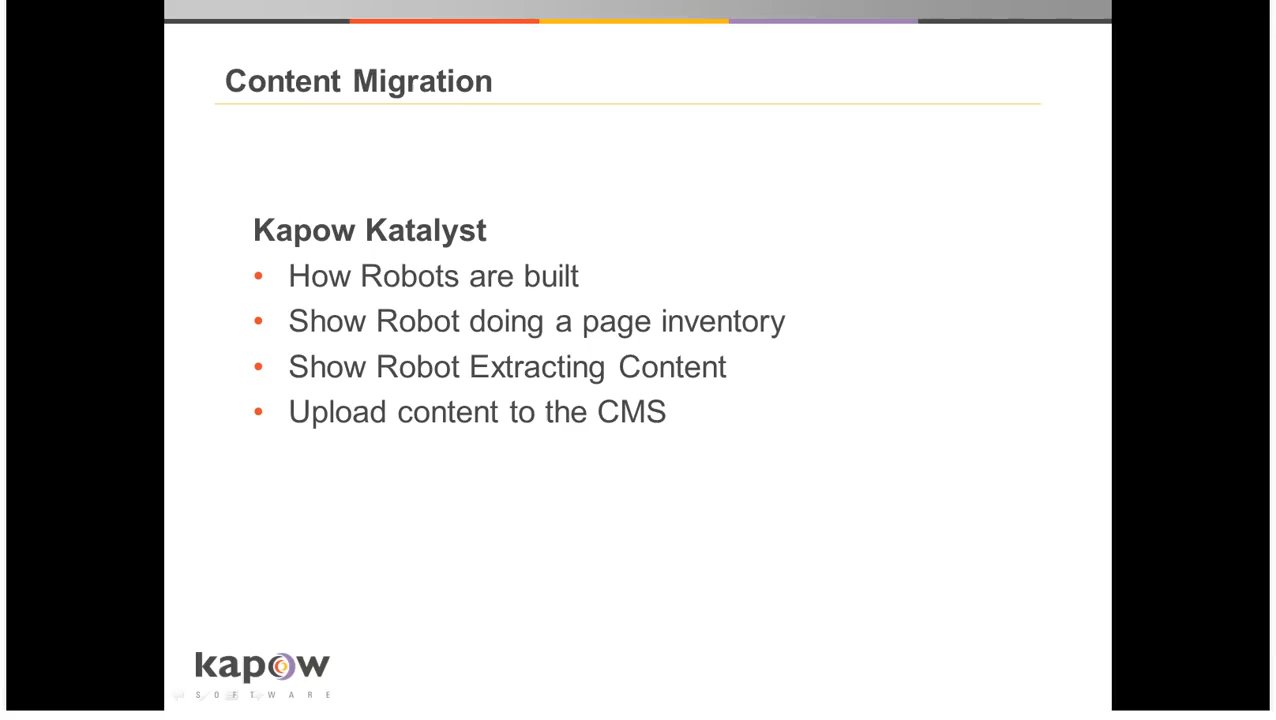 Content Migration
Kapow Katalyst
• How Robots are built
• Show Robot doing a page inventory
• Show Robot Extracting Content
• Upload content to the CMS
kapow
SOFTWARE